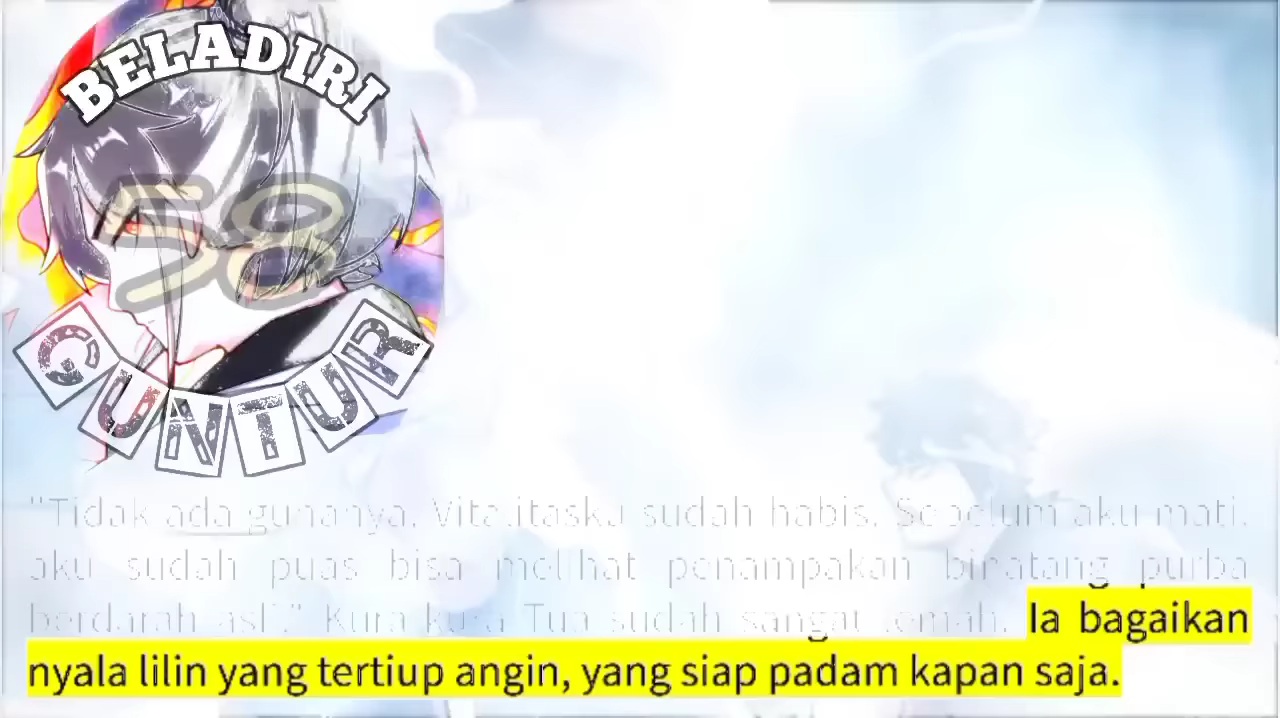 BELADIRI
58
GUNTUR
"Tidak ada gunanya. Vitalitasku sudah habis. Sebelum aku mati,
aku sudah puas bisa melihat penampakan binatang purba
berdarah asli." Kura kura Tua sudah sangat lemah. Ia bagaikan
nyala lilin yang tertiup angin, yang siap padam kapan saja.